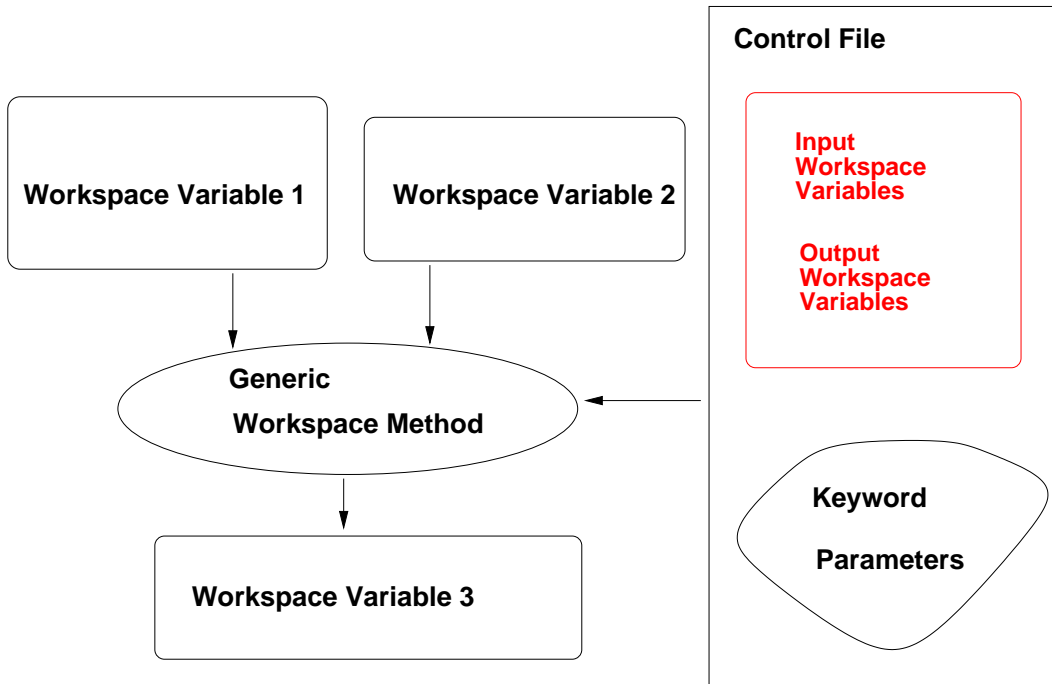 Control File
Input
Workspace
Variables
Output
Workspace
Variables
Workspace Variable 1
Workspace Variable 2
Generic
Workspace Method
Keyword
Parameters
Workspace Variable 3